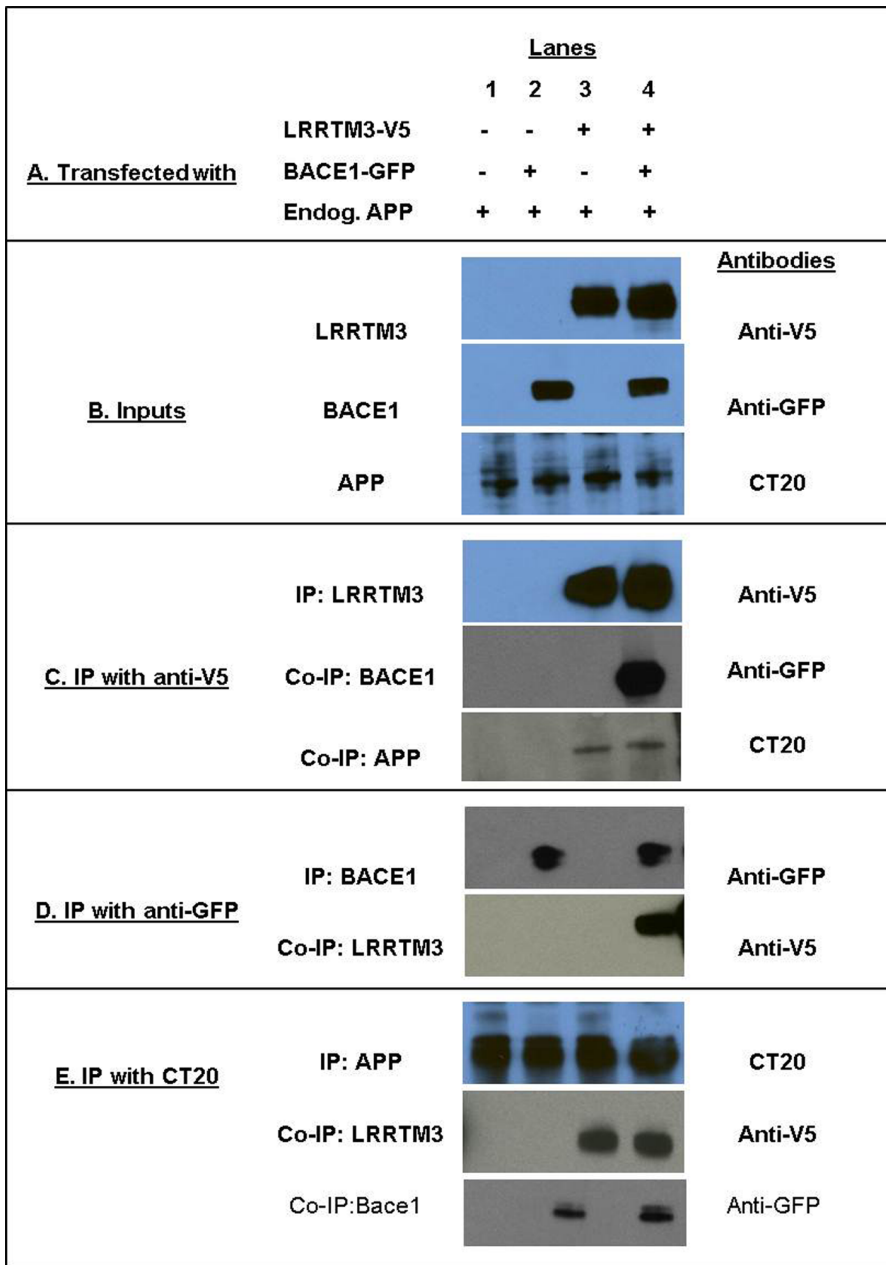 Lanes
1 2 3 4
LRRTM3-V5 - - + +
A. Transfected with BACE1-GFP - + - +
Endog. APP + + + +
Antibodies
LRRTM3 Anti-V5
B. Inputs BACE1 Anti-GFP
APP CT20
IP: LRRTM3 Anti-V5
C. IP with anti-V5 Co-IP: BACE1 Anti-GFP
Co-IP: APP CT20
IP: BACE1 Anti-GFP
D. IP with anti-GFP
Co-IP: LRRTM3 Anti-V5
E. IP with CT20 IP: APP CT20
Co-IP: LRRTM3 Anti-V5
Co-IP:Bace1 Anti-GFP